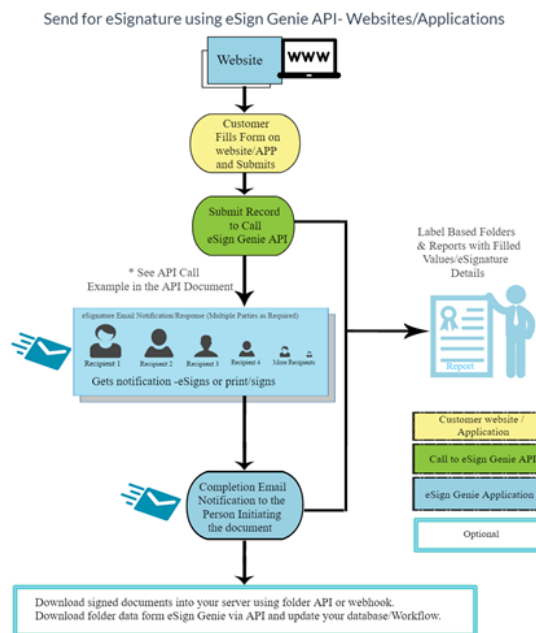 Send for eSignature using eSign Genie API- Websites/Applications
Website
WWW
Customer
Fills Form on
website/APP
and Submits
Submit Record
to Call
eSign Genie API
* See API Call
Example in the API Document
Label Based Folders
& Reports with Filled
Values/eSignature
Details
Report
eSignature Email Notification/Response (Multiple Parties as Required)
Recipient 1
Recipient 2
Recipient 3
Recipient 4
More Recipients
Gets notification -eSigns or print/signs
Customer website /
Application
Call to eSign Genie API
eSign Genie Application
Optional
Completion Email
Notification to the
Person Initiating
the document
Download signed documents into your server using folder API or webhook.
Download folder data form eSign Genie via API and update your database/Workflow.